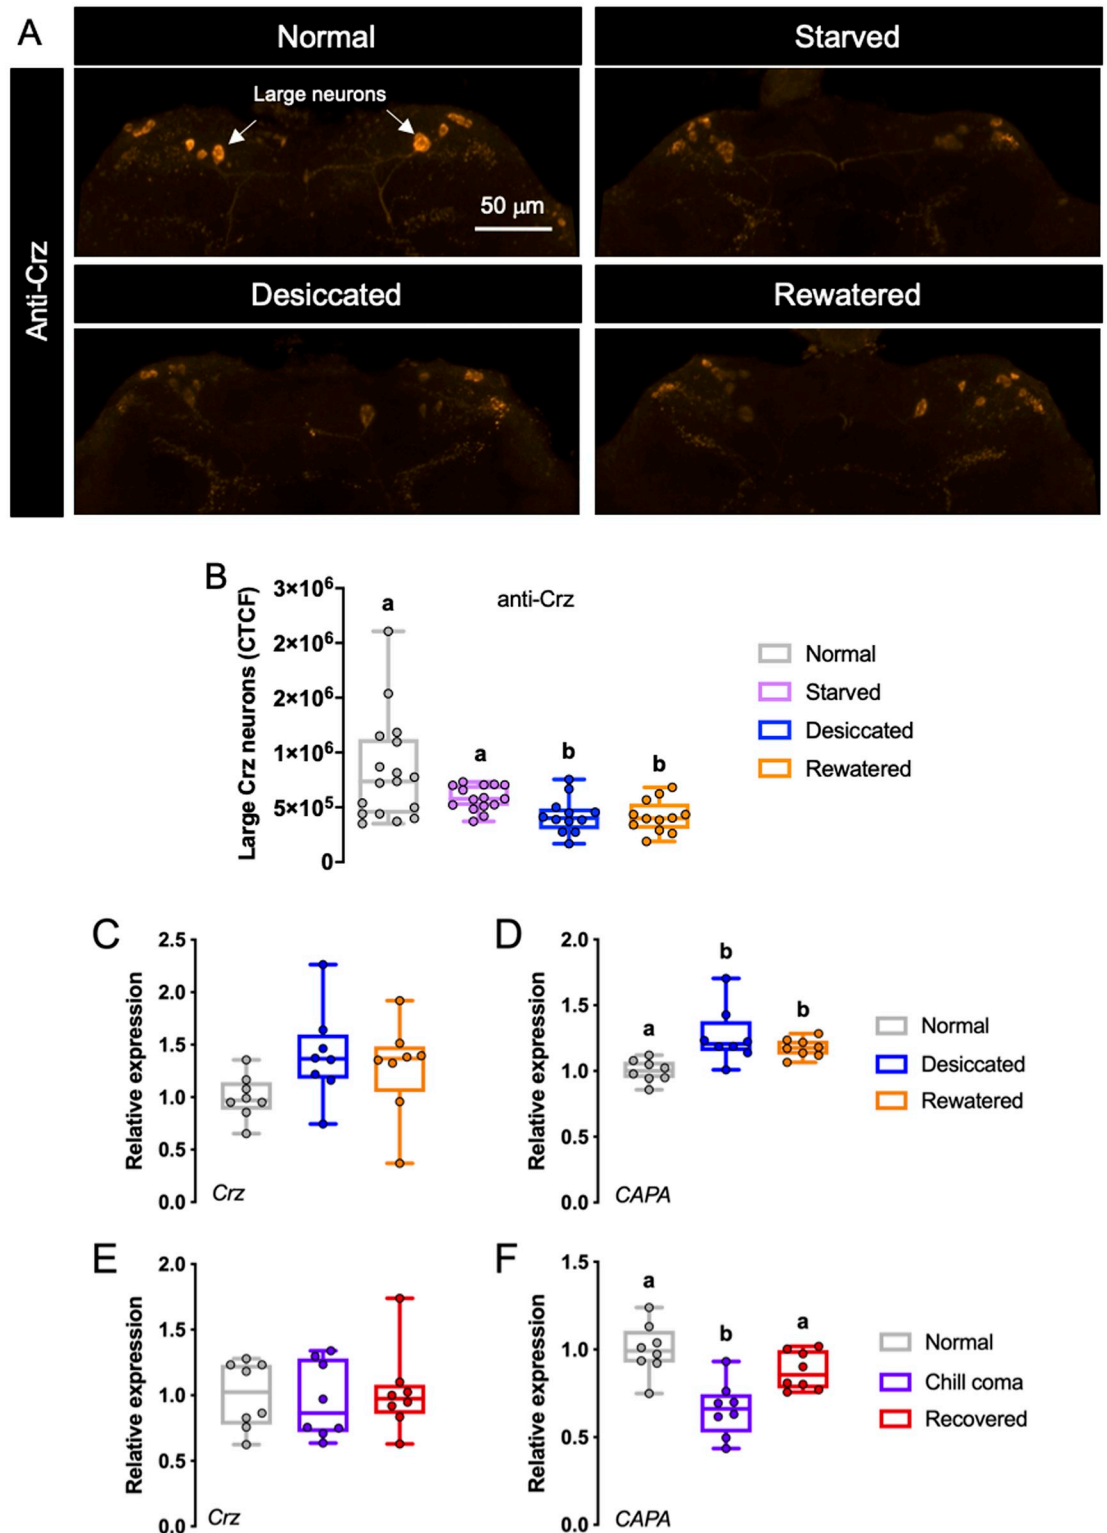 A
Normal
Starved
Anti-Crz
Large neurons
50 μm
Desiccated
Rewatered
B
Large Crz neurons (CTCF)
3×10⁶
2×10⁶
2×10⁶
1×10⁶
5×10⁵
0
anti-Crz
a
a
b
b
Normal
Starved
Desiccated
Rewatered
C
Relative expression
2.5
2.0
1.5
1.0
0.5
0.0
Crz
D
Relative expression
2.0
1.5
1.0
0.5
0.0
a
b
b
CAPA
Normal
Desiccated
Rewatered
E
Relative expression
2.0
1.5
1.0
0.5
0.0
Crz
F
Relative expression
1.5
1.0
0.5
0.0
a
b
a
CAPA
Normal
Chill coma
Recovered